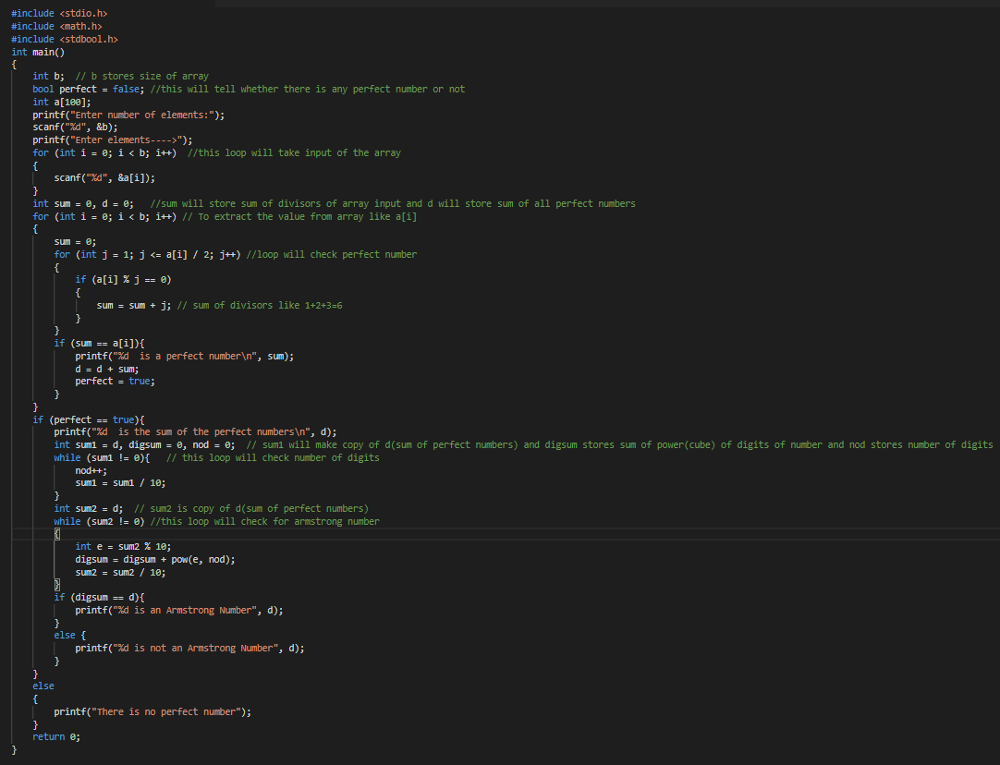 #include <stdio.h>
#include <math.h>
#include <stdbool.h>
int main()
{
    int b;  // b stores size of array
    bool perfect = false; //this will tell whether there is any perfect number or not
    int a[100];
    printf("Enter number of elements:");
    scanf("%d", &b);
    printf("Enter elements---->");
    for (int i = 0; i < b; i++)  //this loop will take input of the array
    {
        scanf("%d", &a[i]);
    }
    int sum = 0, d = 0;   //sum will store sum of divisors of array input and d will store sum of all perfect numbers
    for (int i = 0; i < b; i++) // To extract the value from array like a[i]
    {
        sum = 0;
        for (int j = 1; j <= a[i] / 2; j++) //loop will check perfect number
        {
            if (a[i] % j == 0)
            {
                sum = sum + j; // sum of divisors like 1+2+3=6
            }
        }
        if (sum == a[i]){
            printf("%d  is a perfect number\n", sum);
            d = d + sum;
            perfect = true;
        }
    }
    if (perfect == true){
        printf("%d  is the sum of the perfect numbers\n", d);
        int sum1 = d, digsum = 0, nod = 0;  // sum1 will make copy of d(sum of perfect numbers) and digsum stores sum of power(cube) of digits of number and nod stores number of digits
        while (sum1 != 0){   // this loop will check number of digits
            nod++;
            sum1 = sum1 / 10;
        }
        int sum2 = d;  // sum2 is copy of d(sum of perfect numbers)
        while (sum2 != 0) //this loop will check for armstrong number
        {
            int e = sum2 % 10;
            digsum = digsum + pow(e, nod);
            sum2 = sum2 / 10;
        }
        if (digsum == d){
            printf("%d is an Armstrong Number", d);
        }
        else {
            printf("%d is not an Armstrong Number", d);
        }
    }
    else
    {
        printf("There is no perfect number");
    }
    return 0;
}